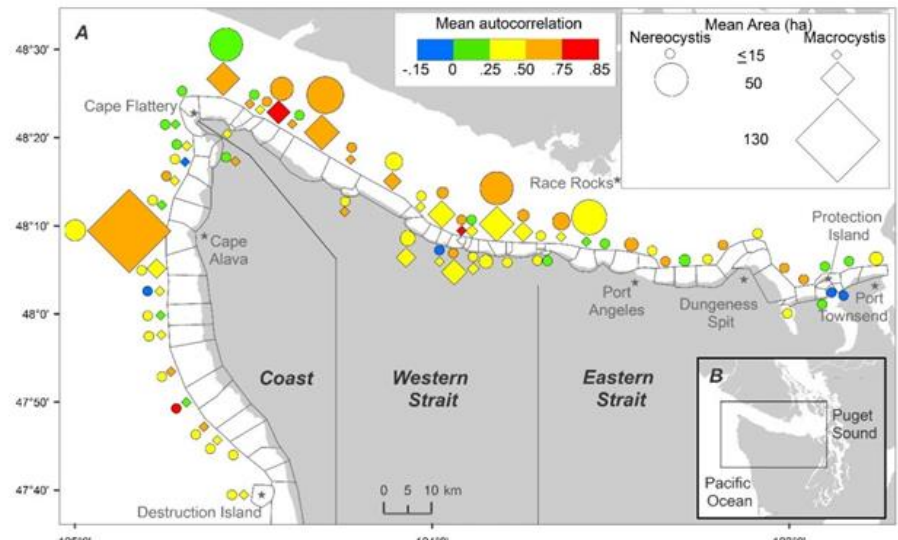 A
Mean autocorrelation
-.15 0 .25 .50 .75 .85
Mean Area (ha)
Nereocystis Macrocystis
≤15
50
130
48°30'
48°20'
48°10'
48°0'
47°50'
47°40'
Cape Flattery
Race Rocks
Cape
Alava
Protection
Island
Port
Angeles
Dungeness
Spit
Port
Townsend
Coast
Western
Strait
Eastern
Strait
B
Puget
Sound
Pacific
Ocean
0 5 10 km
Destruction Island